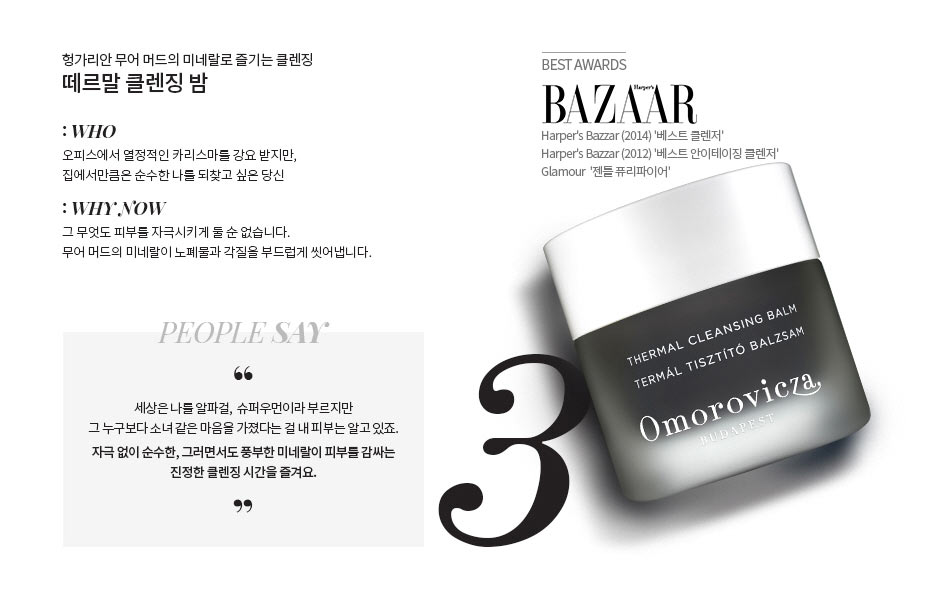 헝가리안 무어 머드의 미네랄로 즐기는 클렌징
떼르말 클렌징 밤
: WHO
오피스에서 열정적인 카리스마를 강요 받지만,
집에서만큼은 순수한 나를 되찾고 싶은 당신
: WHY NOW
그 무엇도 피부를 자극시키게 둘 순 없습니다.
무어 머드의 미네랄이 노폐물과 각질을 부드럽게 씻어냅니다.
PEOPLE SAY
“
세상은 나를 알파걸, 슈퍼우먼이라 부르지만
그 누구보다 소녀 같은 마음을 가졌다는 걸 내 피부는 알고 있죠.
자극 없이 순수한, 그러면서도 풍부한 미네랄이 피부를 감싸는
진정한 클렌징 시간을 즐겨요.
”
BEST AWARDS
Harper's
BAZAAR
Harper's Bazzar (2014) '베스트 클렌저'
Harper's Bazzar (2012) '베스트 안이테이징 클렌저'
Glamour '젠틀 퓨리파이어'
3
THERMAL CLEANSING BALM
TERMÁL TISZTÍTÓ BALZSAM
Omorovicza
BUDAPEST